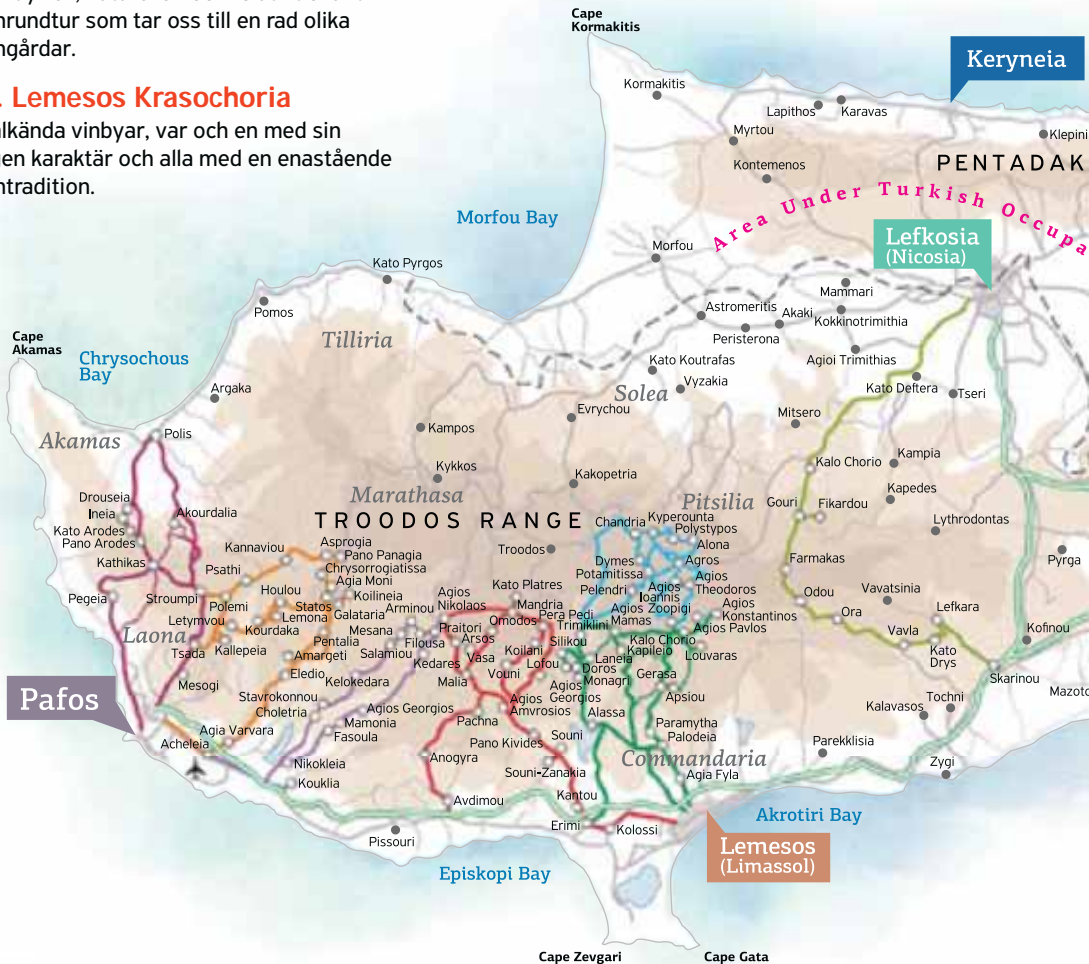 nrundtur som tar oss till en rad olika
ngårdar.
. Lemesos Krasochoria
lkända vinbyar, var och en med sin
gen karaktär och alla med en enastående
ntradition.
Cape
Kormakitis
Keryneia
Kormakitis
Lapithos
Karavas
Myrtou
Klepini
Kontemenos
PENTADAK
Area Under Turkish Occupa
Morfou Bay
Lefkosia
(Nicosia)
Morfou
Kato Pyrgos
Mammari
Pomos
Astromeritis
Akaki
Kokkinotrimithia
Peristerona
Cape
Akamas
Tilliria
Chrysochous
Bay
Kato Koutrafas
Agioi Trimithias
Vyzakia
Kato Deftera
Tseri
Argaka
Solea
Evrychou
Mitsero
Akamas
Polis
Kampos
Kampia
Kalo Chorio
Kykkos
Kakopetria
Kapedes
Marathasa
Pitsilia
Gouri
Fikardou
Drouseia
Ineia
Akourdalia
TROODOS RANGE
Chandria
Kyperounta
Polystypos
Lythrodontas
Kato Arodes
Pano Arodes
Asprogia
Alona
Kannaviou
Pano Panagia
Troodos
Dymes
Agros
Farmakas
Pyrga
Kathikas
Chrysorrogiatissa
Potamitissa
Psathi
Agia Moni
Kato Platres
Pelendri
Agios
Ioannis
Agios
Theodoros
Vavatsinia
Pegeia
Stroumpi
Houlou
Koilineia
Agios
Nikolaos
Mandria
Agios
Mamas
Zoopigi
Agios
Konstantinos
Odou
Lefkara
Polemi
Statos
Arminou
Omodos
Pera Pedi
Letymvou
Lemona
Galataria
Trimiklini
Ora
Kofinou
Laona
Kourdaka
Mesana
Praitori
Silikou
Agios Pavlos
Vavla
Kallepeia
Pentalia
Filousa
Arsos
Koilani
Kalo Chorio
Tsada
Amargeti
Salamiou
Vasa
Lofou
Laneia
Kapileio
Louvaras
Kato
Drys
Eledio
Kedares
Vouni
Doros
Gerasa
Skarinou
Mesogi
Kelokedara
Malia
Agios
Georgios
Monagri
Pafos
Stavrokonnou
Agios
Amvrosios
Apsiou
Tochni
Mazoto
Choletria
Agios Georgios
Pachna
Alassa
Kalavasos
Agia Varvara
Mamonia
Paramytha
Acheleia
Fasoula
Pano Kivides
Souni
Palodeia
Parekklisia
Nikokleia
Anogyra
Souni-Zanakia
Commandaria
Zygi
Kouklia
Agia Fyla
Avdimou
Kantou
Pissouri
Erimi
Kolossi
Akrotiri Bay
Episkopi Bay
Lemesos
(Limassol)
Cape Zevgari
Cape Gata